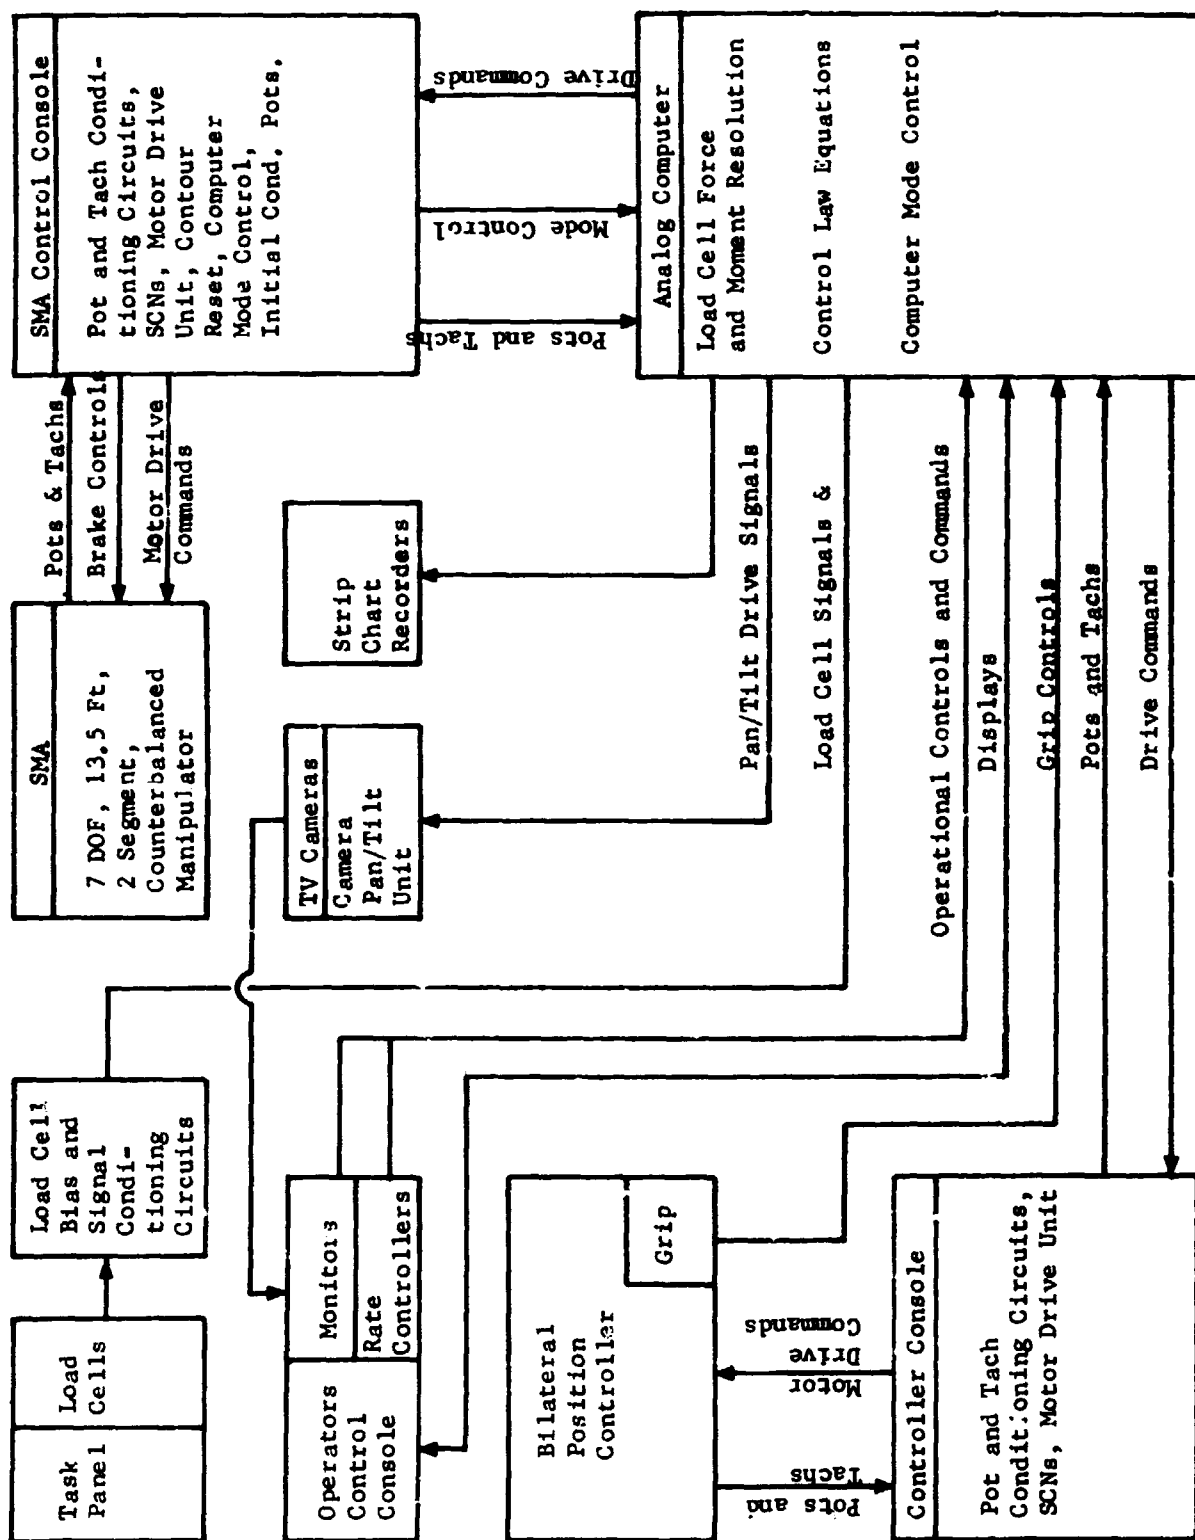 Task
Panel
Load
Cells
Load Cell
Bias and
Signal
Condi-
tioning
Circuits
SMA
7 DOF, 13.5 Ft,
2 Segment,
Counterbalanced
Manipulator
Pots & Tachs
Brake Controls
Motor Drive
Commands
SMA Control Console
Pot and Tach Condi-
tioning Circuits,
SCNs, Motor Drive
Unit, Contour
Reset, Computer
Mode Control,
Initial Cond. Pots.
Operators
Control
Console
Monitors
Rate
Controllers
TV Cameras
Camera
Pan/Tilt
Unit
Strip
Chart
Recorders
Pots and Tachs
Mode Control
Drive Commands
Bilateral
Position
Controller
Grip
Pots and
Tachs
Motor
Drive
Commands
Controller Console
Pot and Tach
Conditioning Circuits,
SCNs, Motor Drive Unit
Pan/Tilt Drive Signals
Load Cell Signals &
Operational Controls and Commands
Displays
Grip Controls
Pots and Tachs
Drive Commands
Analog Computer
Load Cell Force
and Moment Resolution
Control Law Equations
Computer Mode Control